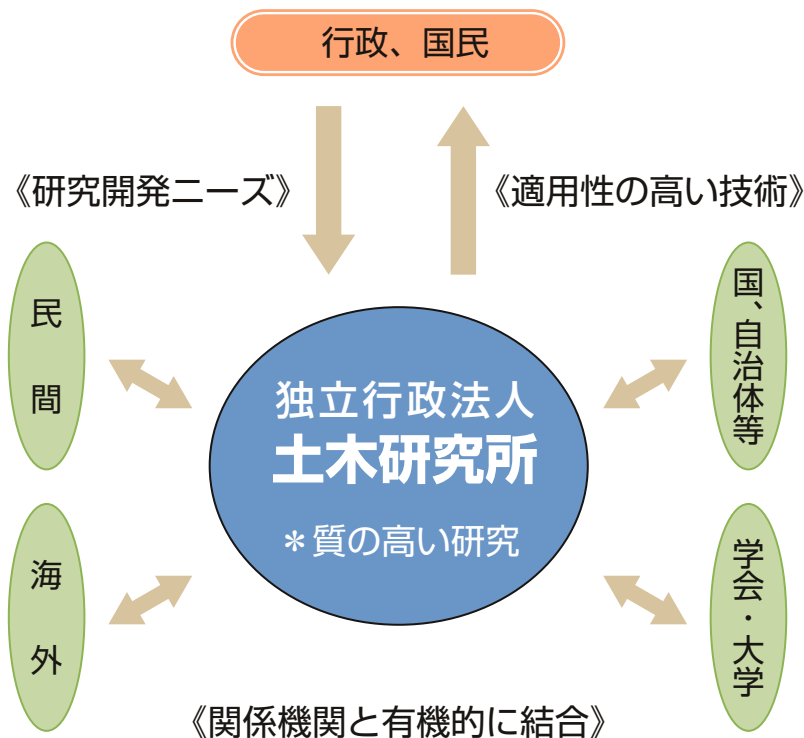 行政、国民
《研究開発ニーズ》
《適用性の高い技術》
民間
国、自治体等
独立行政法人
土木研究所
＊質の高い研究
海外
学会・大学
《関係機関と有機的に結合》